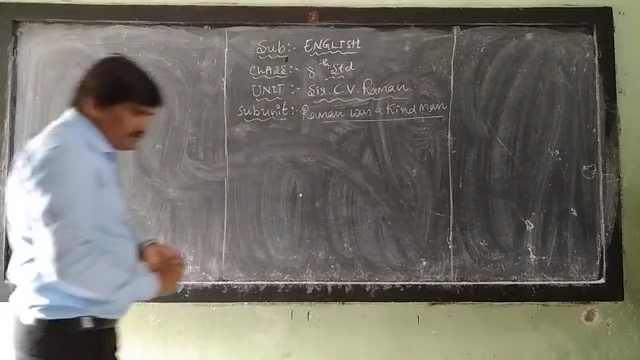 Sub:- ENGLISH
CLASS:- 8th Std
UNIT:- Sir. C.V. Raman
Subunit:- Raman was a Kind man